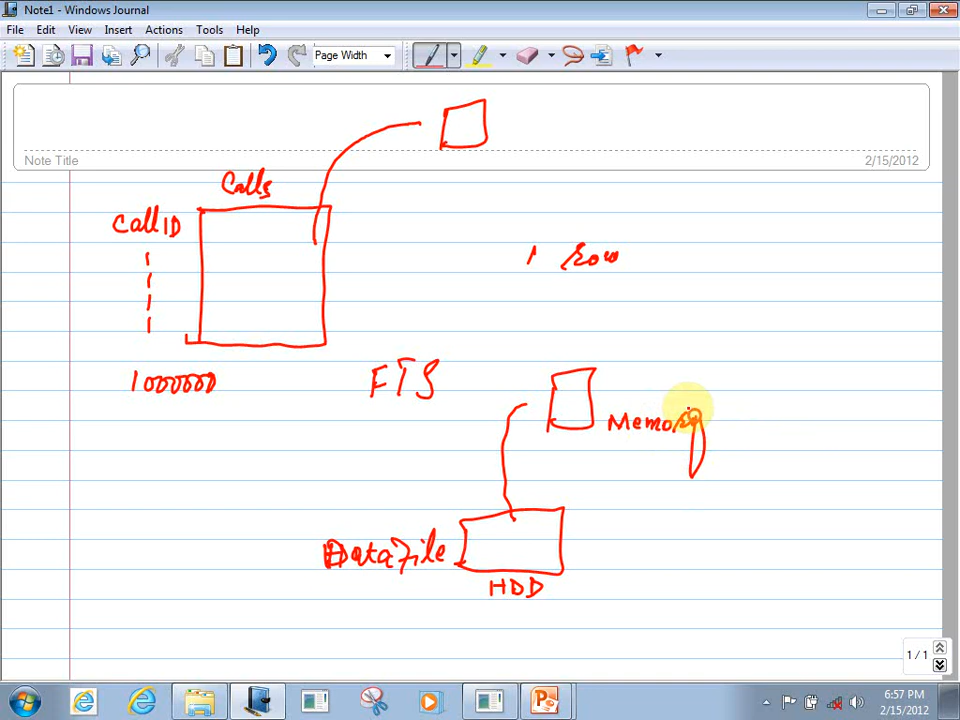 Note1 - Windows Journal
File Edit View Insert Actions Tools Help
Page Width
Note Title
2/15/2012
Calls
CallID
1 row
10000000
FTS
Memory
DataFile
HDD
1 / 1
6:57 PM
2/15/2012